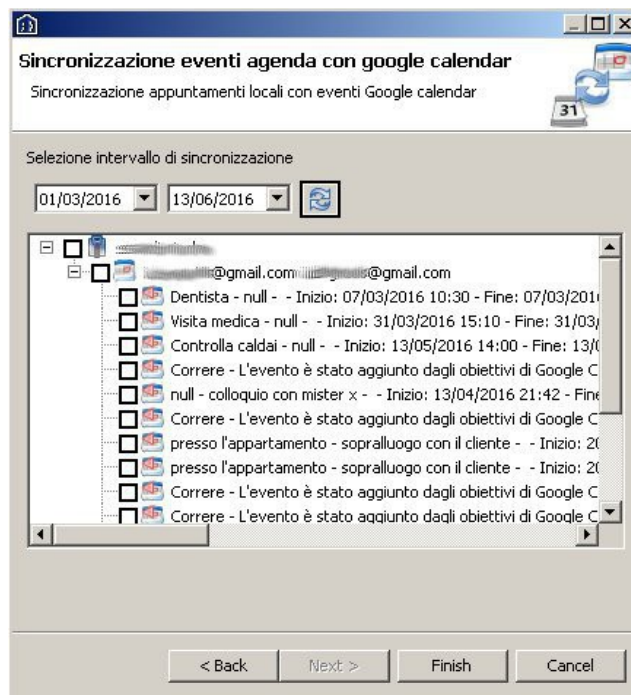 Sincronizzazione eventi agenda con google calendar
Sincronizzazione appuntamenti locali con eventi Google calendar
31
Selezione intervallo di sincronizzazione
01/03/2016 13/06/2016
@gmail.com @gmail.com
Dentista - null - - Inizio: 07/03/2016 10:30 - Fine: 07/03/201
Visita medica - null - - Inizio: 31/03/2016 15:10 - Fine: 31/03/
Controlla caldai - null - - Inizio: 13/05/2016 14:00 - Fine: 13/0
Correre - L'evento è stato aggiunto dagli obiettivi di Google C
null - colloquio con mister x - - Inizio: 13/04/2016 21:42 - Fine
Correre - L'evento è stato aggiunto dagli obiettivi di Google C
presso l'appartamento - sopralluogo con il cliente - - Inizio: 20
presso l'appartamento - sopralluogo con il cliente - - Inizio: 20
Correre - L'evento è stato aggiunto dagli obiettivi di Google C
Correre - L'evento è stato aggiunto dagli obiettivi di Google C
< Back Next > Finish Cancel